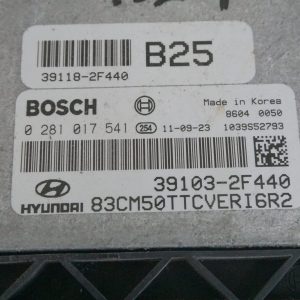 B25
39118-2F440
BOSCH
Made in Korea
8604 0050
0 281 017 541 254 11-09-23 1039S52793
39103-2F440
HYUNDAI 83CM50TTCVERI6R2